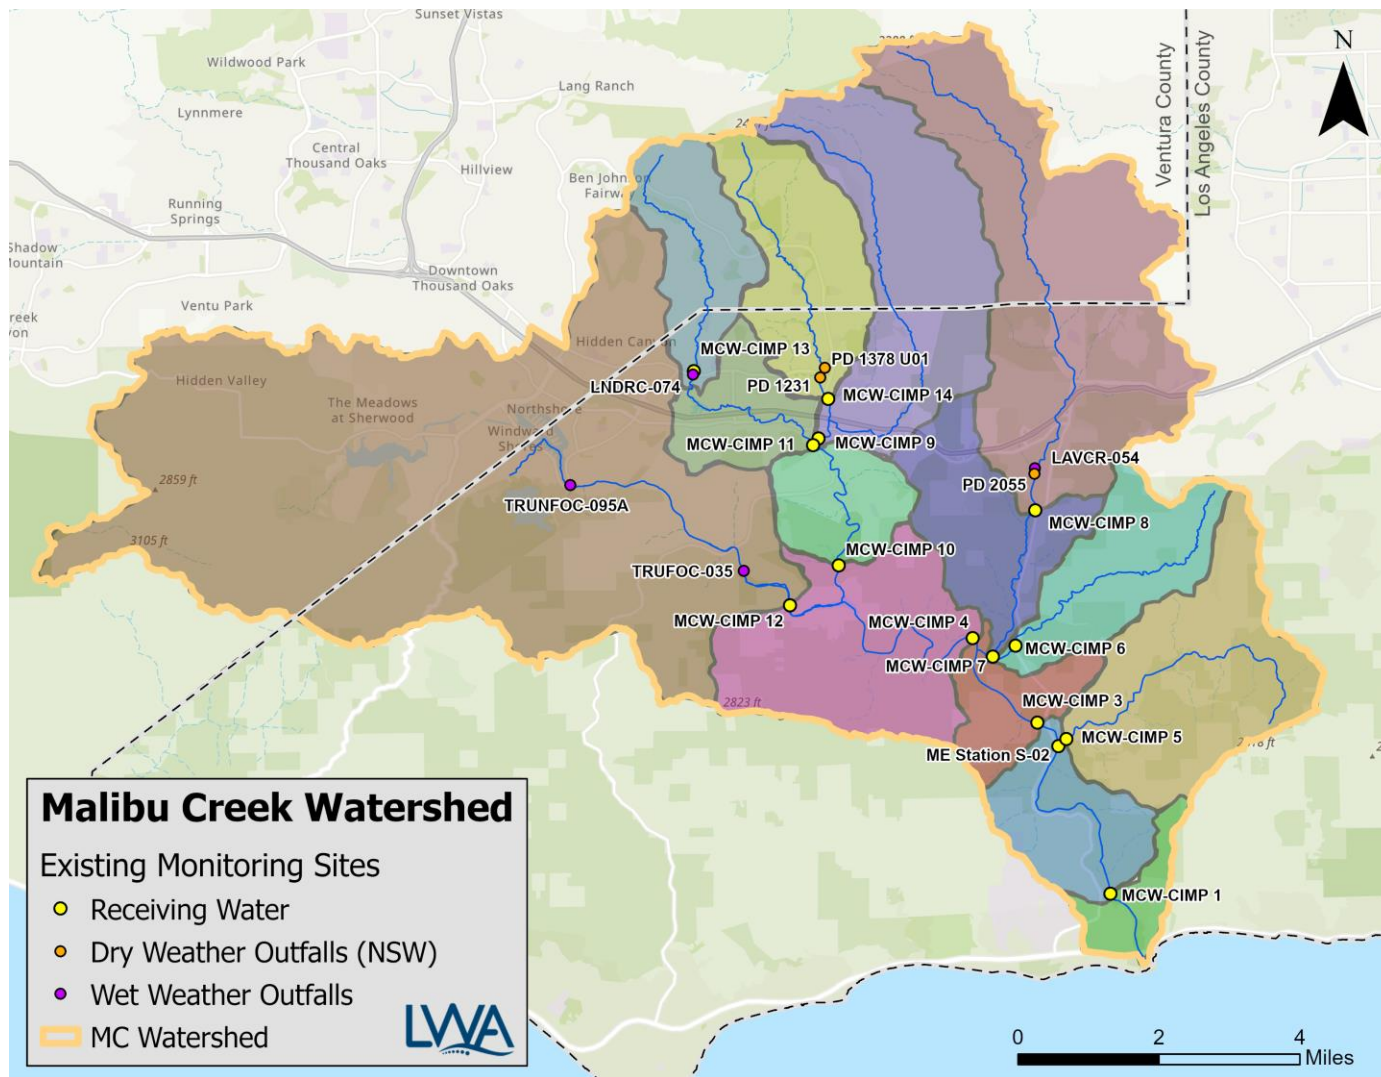 Sunset Vistas
Wildwood Park
Lang Ranch
Lynnmere
Central
Thousand Oaks
Hillview
Running
Springs
Shadow
Mountain
Downtown
Thousand Oaks
Ventu Park
Hidden Valley
The Meadows
at Sherwood
Northshore
2859 ft
3105 ft
2823 ft
Ventura County
Los Angeles County
N
MCW-CIMP 13
LNDRC-074
PD 1378 U01
PD 1231
MCW-CIMP 14
MCW-CIMP 11
MCW-CIMP 9
LAVCR-054
PD 2055
TRUNFOC-095A
MCW-CIMP 8
MCW-CIMP 10
TRUFOC-035
MCW-CIMP 12
MCW-CIMP 4
MCW-CIMP 7
MCW-CIMP 6
MCW-CIMP 3
MCW-CIMP 5
ME Station S-02
MCW-CIMP 1
Malibu Creek Watershed
Existing Monitoring Sites
Receiving Water
Dry Weather Outfalls (NSW)
Wet Weather Outfalls
MC Watershed
LWA
0 2 4
Miles